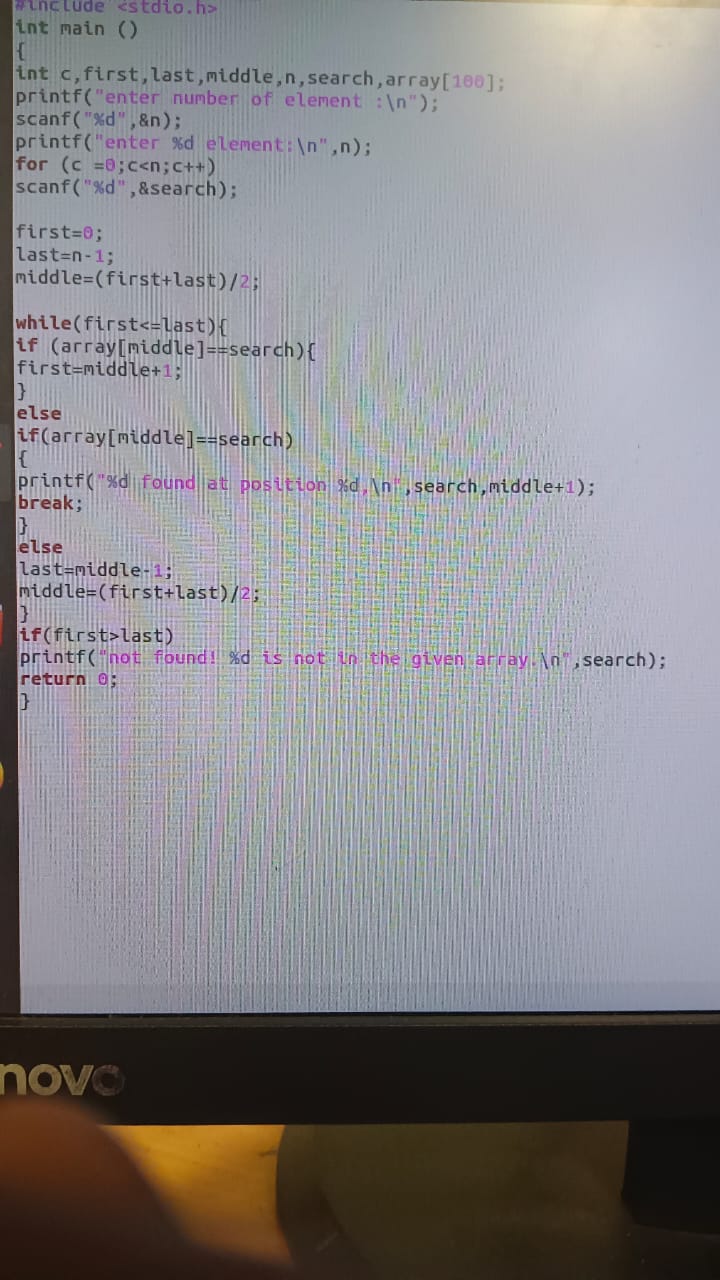 #include <stdio.h>
int main ()
{
int c,first,last,middle,n,search,array[100];
printf("enter number of element :\n");
scanf("%d",&n);
printf("enter %d element:\n",n);
for (c =0;c<n;c++)
scanf("%d",&search);
first=0;
last=n-1;
middle=(first+last)/2;
while(first<=last){
if (array[middle]==search){
first=middle+1;
}
else
if(array[middle]==search)
{
printf("%d found at position %d,\n",search,middle+1);
break;
}
else
last=middle-1;
middle=(first+last)/2;
}
if(first>last)
printf("not found! %d is not in the given array.\n",search);
return 0;
}
novo